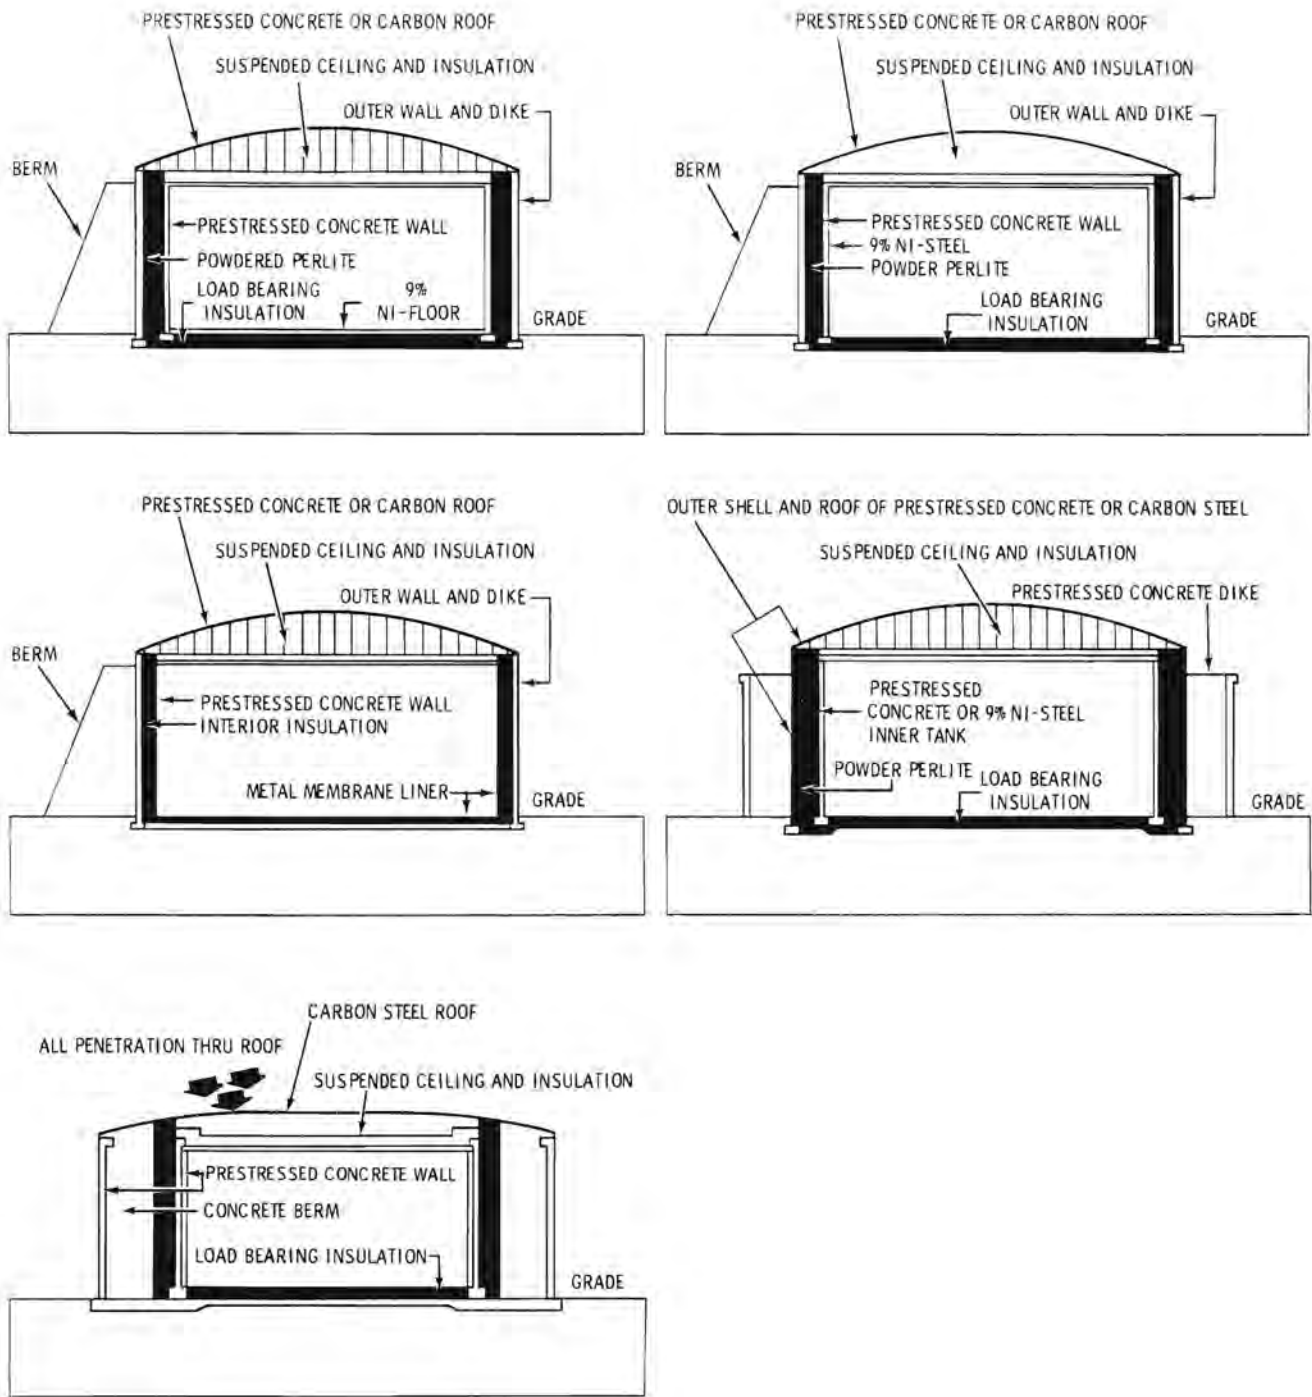 PRESTRESSED CONCRETE OR CARBON ROOF
SUSPENDED CEILING AND INSULATION
OUTER WALL AND DIKE
BERM
PRESTRESSED CONCRETE WALL
POWDERED PERLITE
LOAD BEARING
INSULATION
9%
NI-FLOOR
GRADE
PRESTRESSED CONCRETE OR CARBON ROOF
SUSPENDED CEILING AND INSULATION
OUTER WALL AND DIKE
BERM
PRESTRESSED CONCRETE WALL
9% NI-STEEL
POWDER PERLITE
LOAD BEARING
INSULATION
GRADE
PRESTRESSED CONCRETE OR CARBON ROOF
SUSPENDED CEILING AND INSULATION
OUTER WALL AND DIKE
BERM
PRESTRESSED CONCRETE WALL
INTERIOR INSULATION
METAL MEMBRANE LINER
GRADE
OUTER SHELL AND ROOF OF PRESTRESSED CONCRETE OR CARBON STEEL
SUSPENDED CEILING AND INSULATION
PRESTRESSED CONCRETE DIKE
PRESTRESSED
CONCRETE OR 9% NI-STEEL
INNER TANK
POWDER PERLITE
LOAD BEARING
INSULATION
GRADE
CARBON STEEL ROOF
ALL PENETRATION THRU ROOF
SUSPENDED CEILING AND INSULATION
PRESTRESSED CONCRETE WALL
CONCRETE BERM
LOAD BEARING INSULATION
GRADE